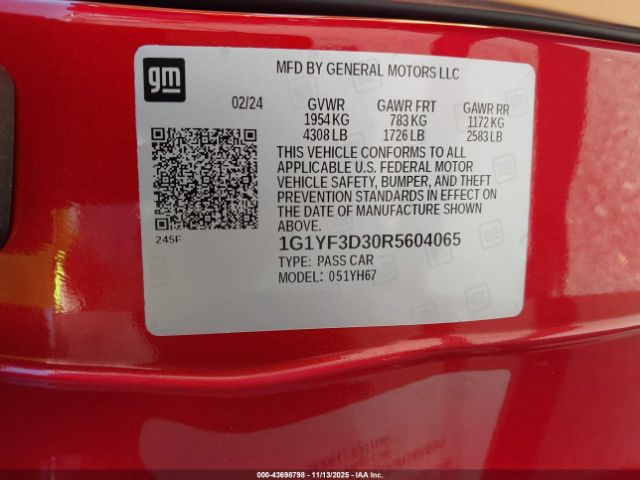 gm
MFD BY GENERAL MOTORS LLC
02/24 GVWR GAWR FRT GAWR RR
1954 KG 783 KG 1172 KG
4308 LB 1726 LB 2583 LB
THIS VEHICLE CONFORMS TO ALL
APPLICABLE U.S. FEDERAL MOTOR
VEHICLE SAFETY, BUMPER, AND THEFT
PREVENTION STANDARDS IN EFFECT ON
THE DATE OF MANUFACTURE SHOWN
ABOVE.
245F
1G1YF3D30R5604065
TYPE: PASS CAR
MODEL: 051YH67
00-43698798 - 11/13/2025 - IAAI.COM